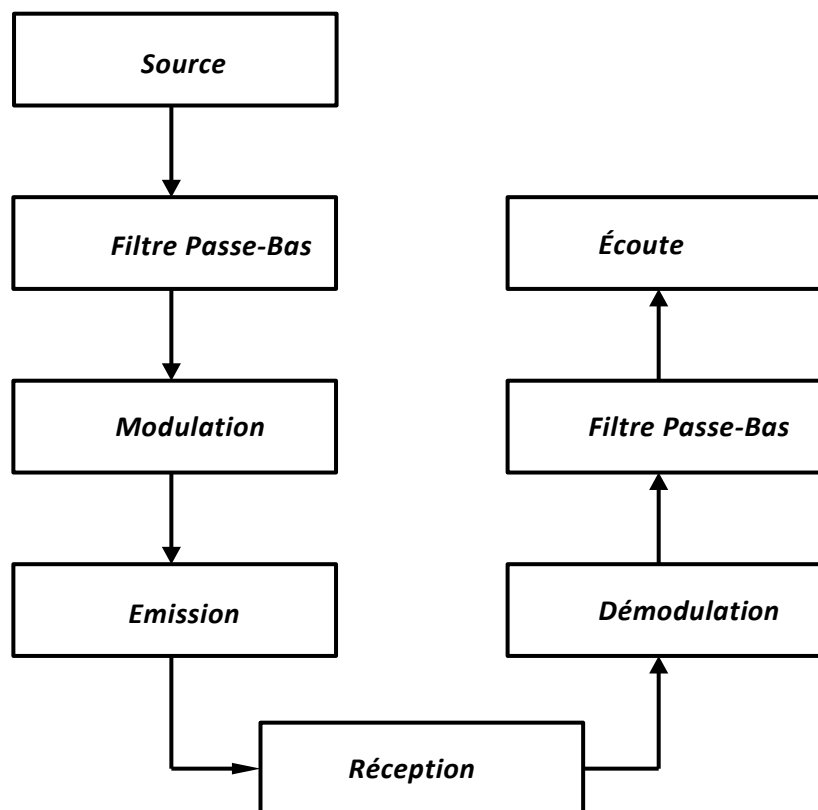 Source
Filtre Passe-Bas
Modulation
Emission
Réception
Démodulation
Filtre Passe-Bas
Écoute